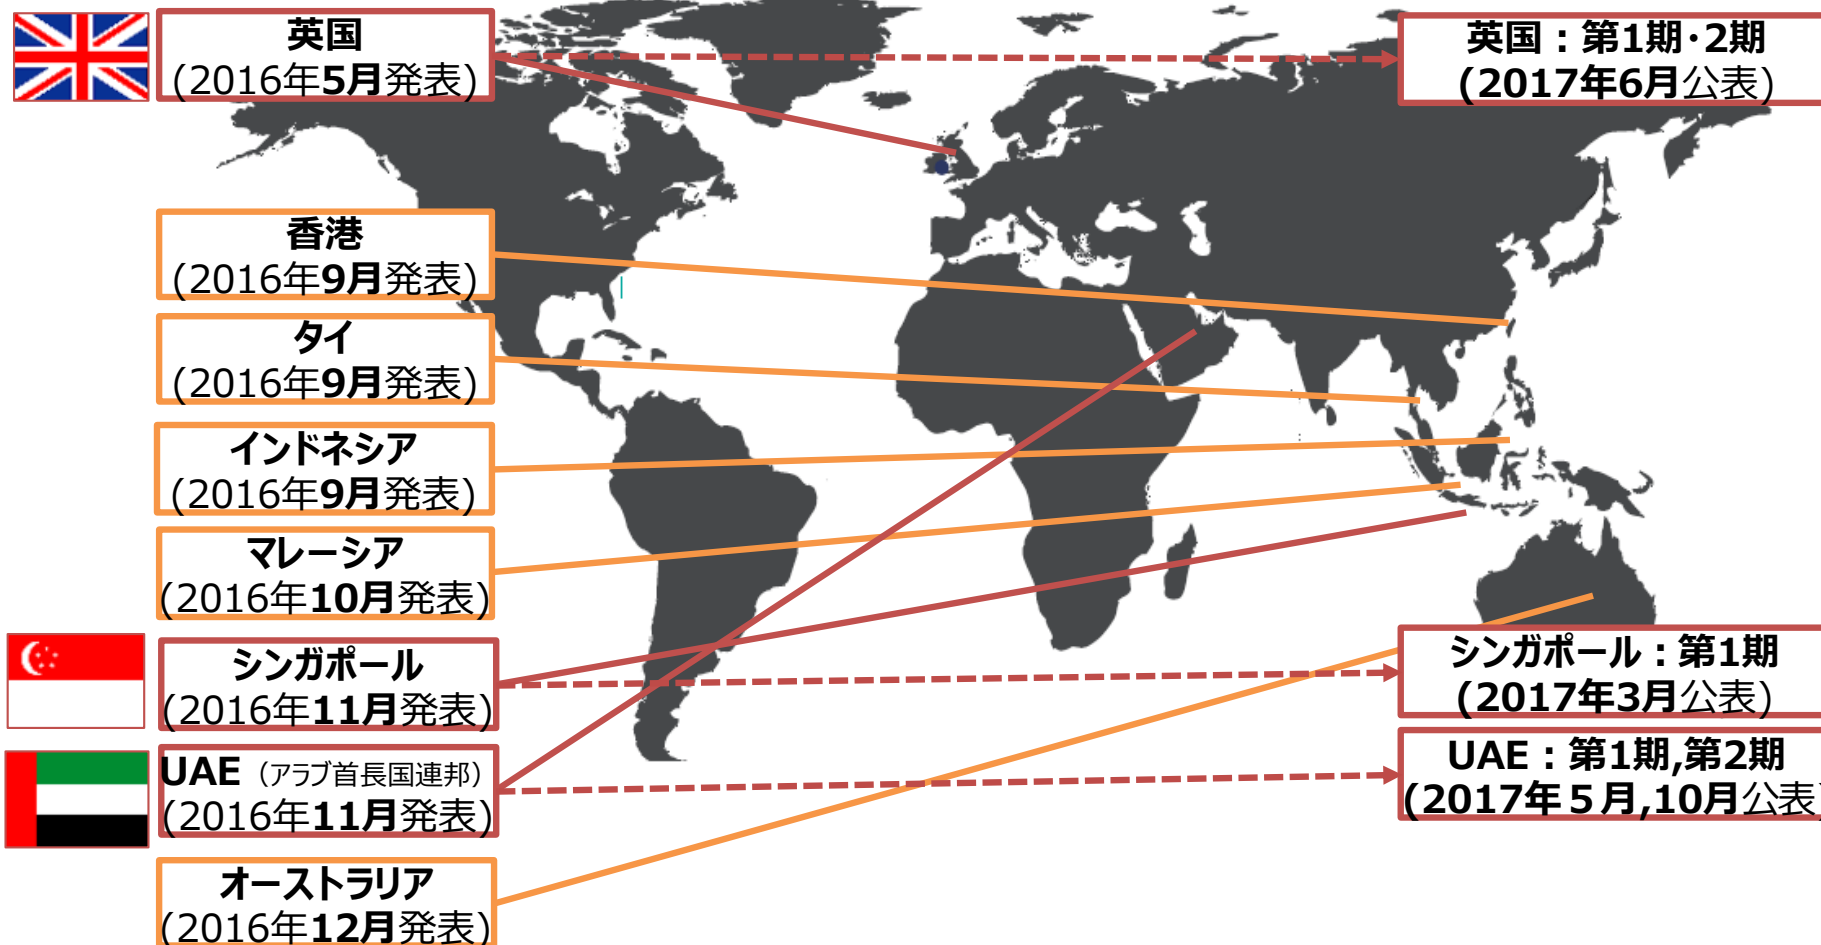 英国
(2016年5月発表)
英国：第1期・2期
(2017年6月公表)
香港
(2016年9月発表)
タイ
(2016年9月発表)
インドネシア
(2016年9月発表)
マレーシア
(2016年10月発表)
シンガポール
(2016年11月発表)
シンガポール：第1期
(2017年3月公表)
UAE（アラブ首長国連邦）
(2016年11月発表)
UAE：第1期,第2期
(2017年５月,10月公表)
オーストラリア
(2016年12月発表)